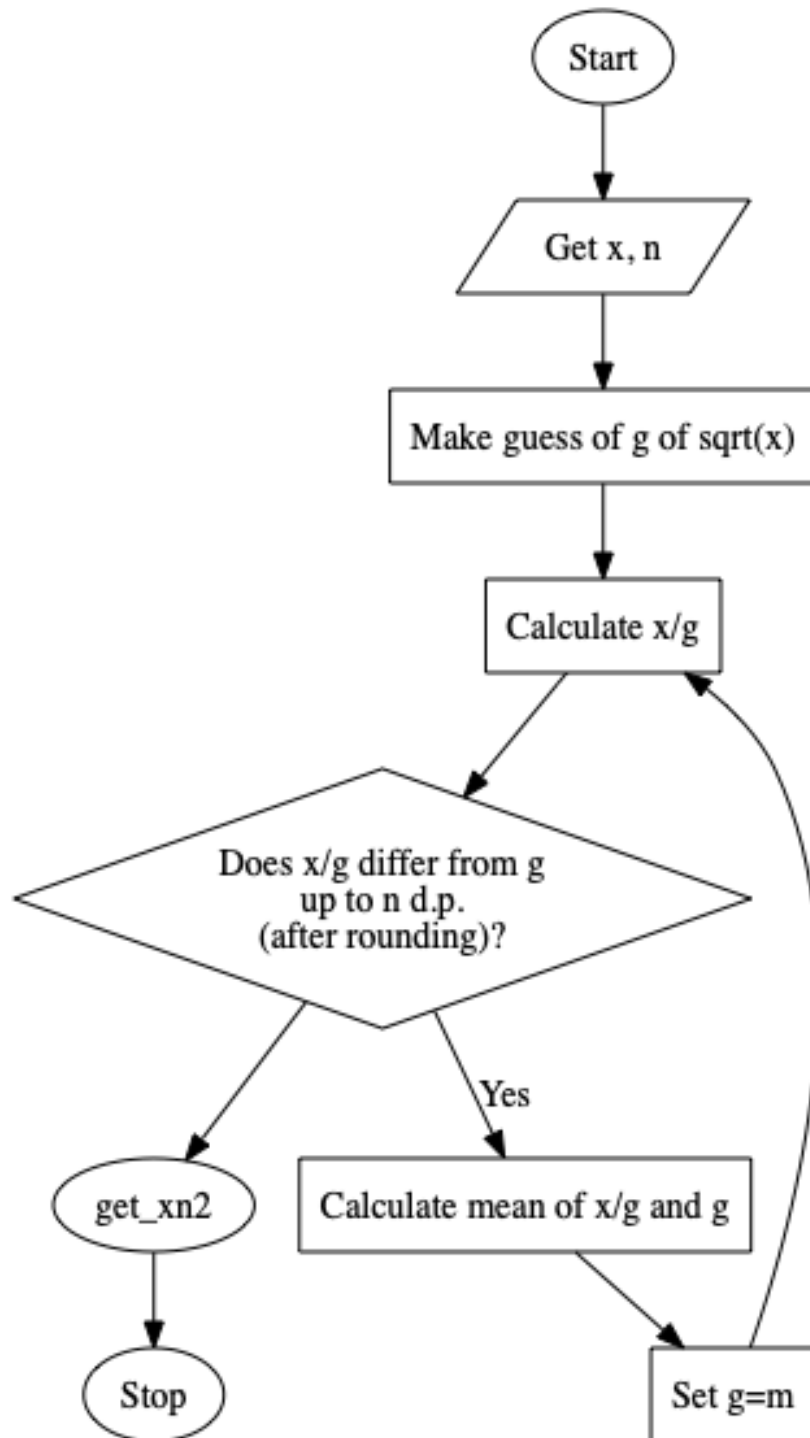 Start
Get x, n
Make guess of g of sqrt(x)
Calculate x/g
Does x/g differ from g
up to n d.p.
(after rounding)?
Yes
get_xn2
Calculate mean of x/g and g
Stop
Set g=m